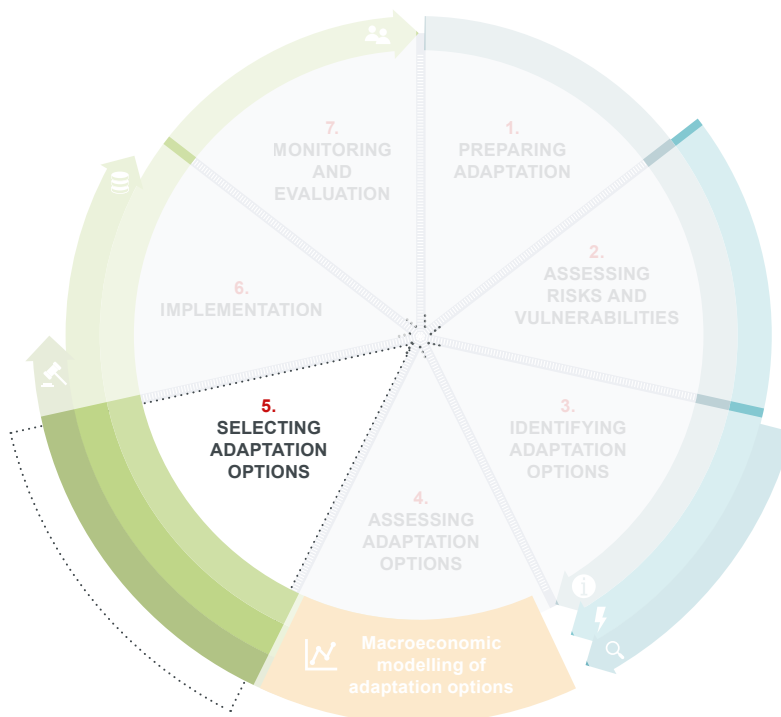 1.
PREPARING
ADAPTATION
2.
ASSESSING
RISKS AND
VULNERABILITIES
3.
IDENTIFYING
ADAPTATION
OPTIONS
4.
ASSESSING
ADAPTATION
OPTIONS
Macroeconomic
modelling of
adaptation options
5.
SELECTING
ADAPTATION
OPTIONS
6.
IMPLEMENTATION
7.
MONITORING
AND
EVALUATION